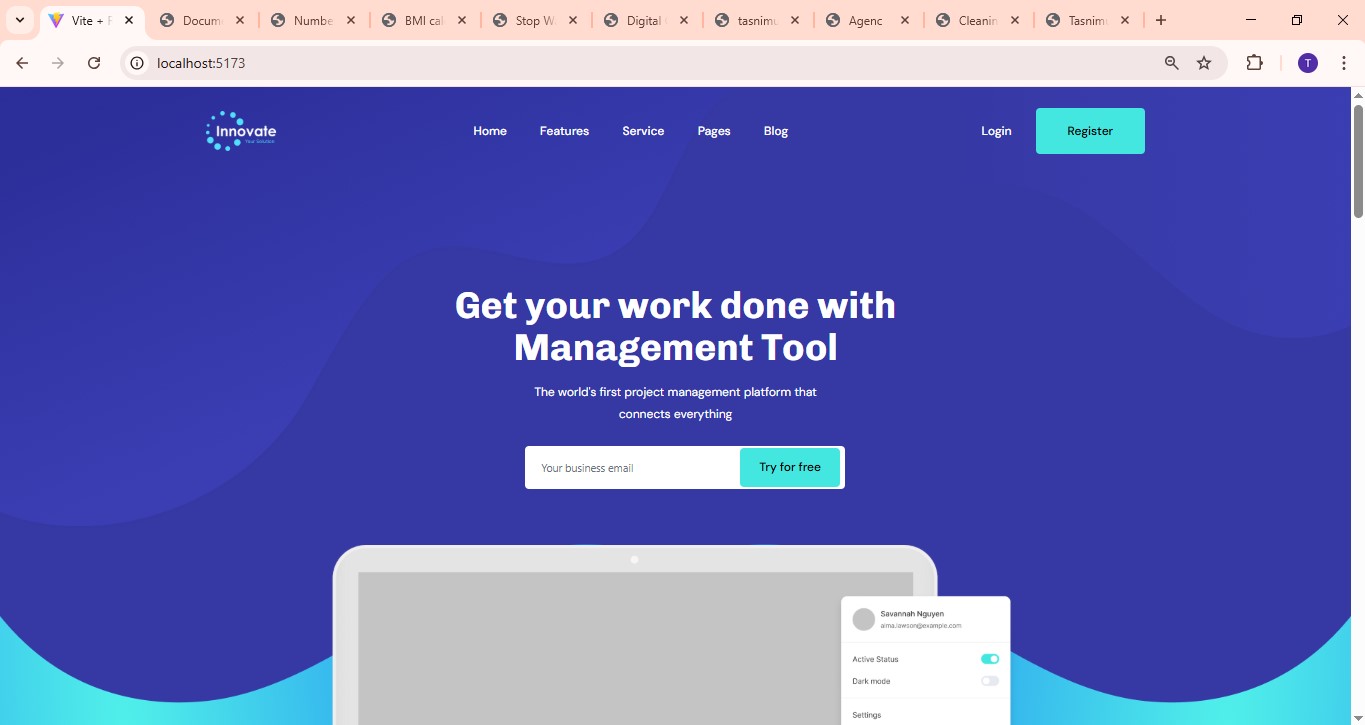 Vite + R
Docum
Numbe
BMI cal
Stop W
Digital
tasnimu
Agenc
Cleanin
Tasnimu
localhost:5173
T
Innovate
Your Solution
Home Features Service Pages Blog
Login Register
Get your work done with
Management Tool
The world's first project management platform that
connects everything
Your business email
Try for free
Savannah Nguyen
alma.lawson@example.com
Active Status
Dark mode
Settings